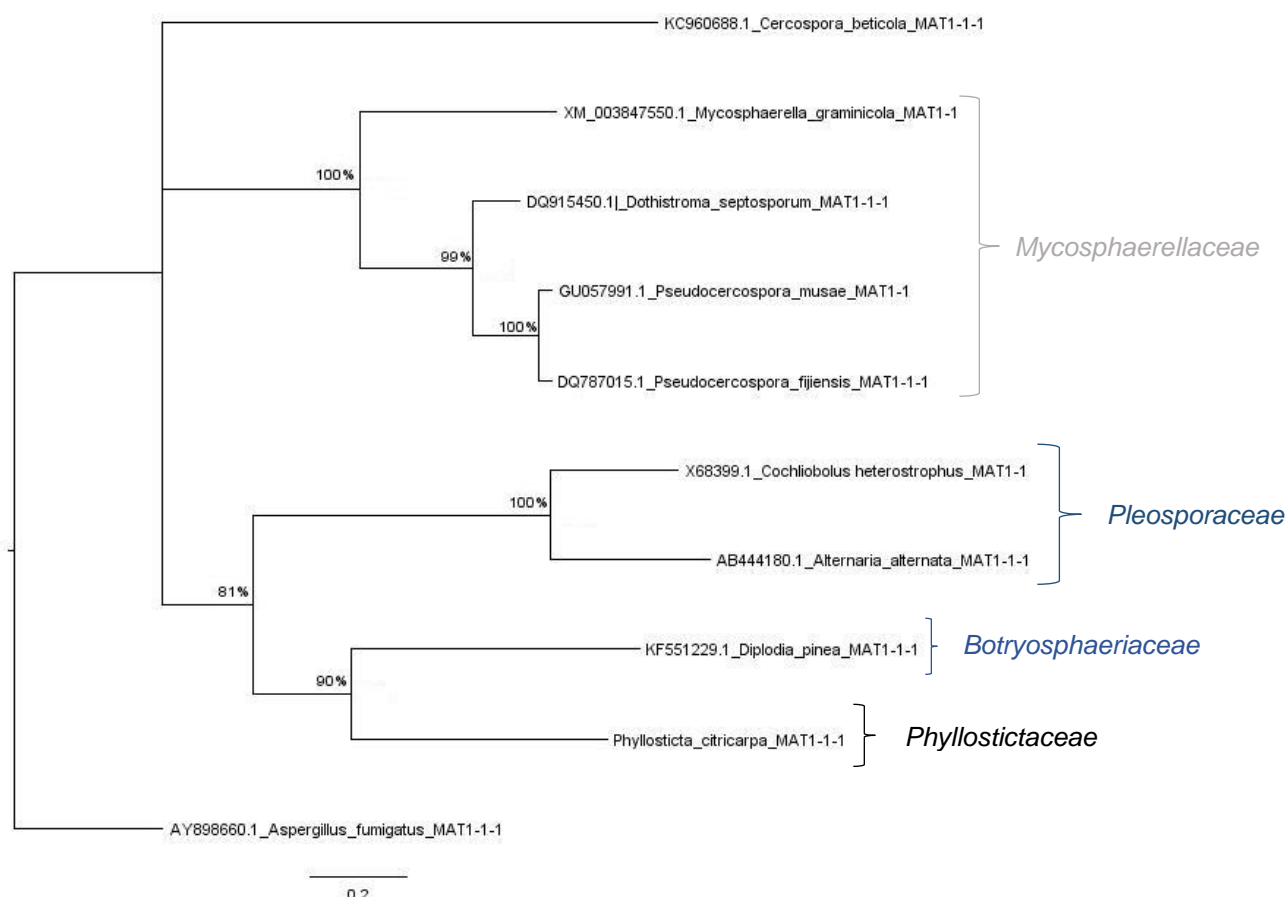 KC960688.1_Cercospora_beticola_MAT1-1-1
XM_003847550.1_Mycosphaerella_graminicola_MAT1-1
100%
DQ915450.1|_Dothistroma_septosporum_MAT1-1-1
Mycosphaerellaceae
99%
GU057991.1_Pseudocercospora_musae_MAT1-1
100%
DQ787015.1_Pseudocercospora_fijiensis_MAT1-1-1
X68399.1_Cochliobolus heterostrophus_MAT1-1
100%
Pleosporaceae
AB444180.1_Alternaria_alternata_MAT1-1-1
81%
KF551229.1_Diplodia_pinea_MAT1-1-1
Botryosphaeriaceae
90%
Phyllosticta_citricarpa_MAT1-1-1
Phyllostictaceae
AY898660.1_Aspergillus_fumigatus_MAT1-1-1
0.2